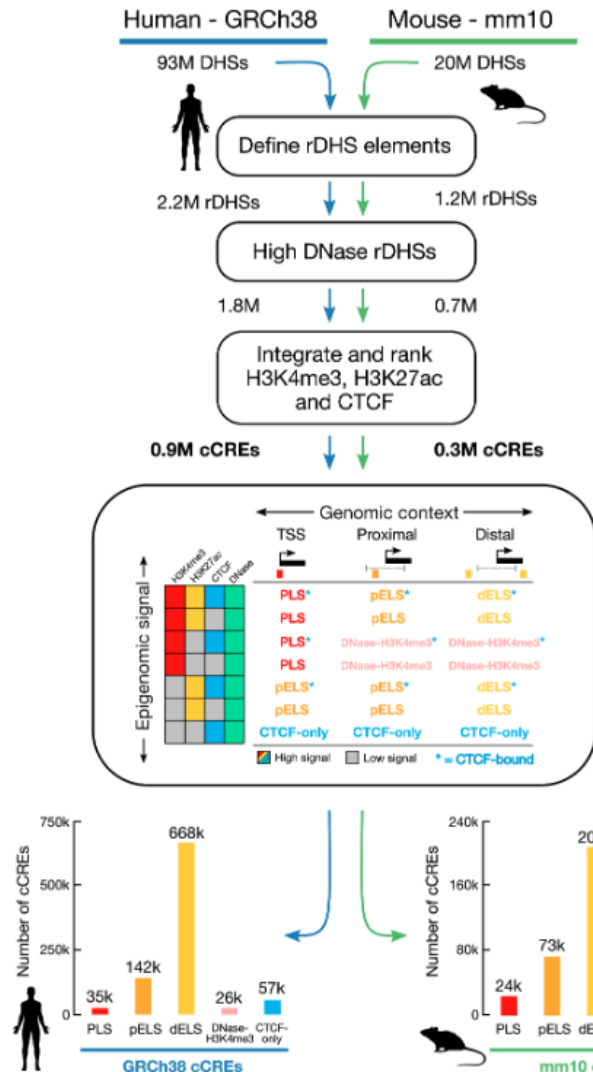 Human - GRCh38
Mouse - mm10
93M DHSs
20M DHSs
Define rDHS elements
2.2M rDHSs
1.2M rDHSs
High DNase rDHSs
1.8M
0.7M
Integrate and rank
H3K4me3, H3K27ac
and CTCF
0.9M cCREs
0.3M cCREs
Genomic context
TSS
Proximal
Distal
H3K4me3
H3K27ac
CTCF
DNase
Epigenomic signal
PLS*
pELS*
dELS*
PLS
pELS
dELS
PLS*
DNase-H3K4me3*
DNase-H3K4me3*
PLS
DNase-H3K4me3
DNase-H3K4me3
pELS*
pELS*
dELS*
pELS
pELS
dELS
CTCF-only
CTCF-only
CTCF-only
High signal
Low signal
* = CTCF-bound
Number of cCREs
750k
500k
250k
0
35k
142k
668k
26k
57k
PLS
pELS
dELS
DNase-
H3K4me3
CTCF-
only
GRCh38 cCREs
Number of cCREs
240k
160k
80k
0
24k
73k
20
PLS
pELS
dE
mm10